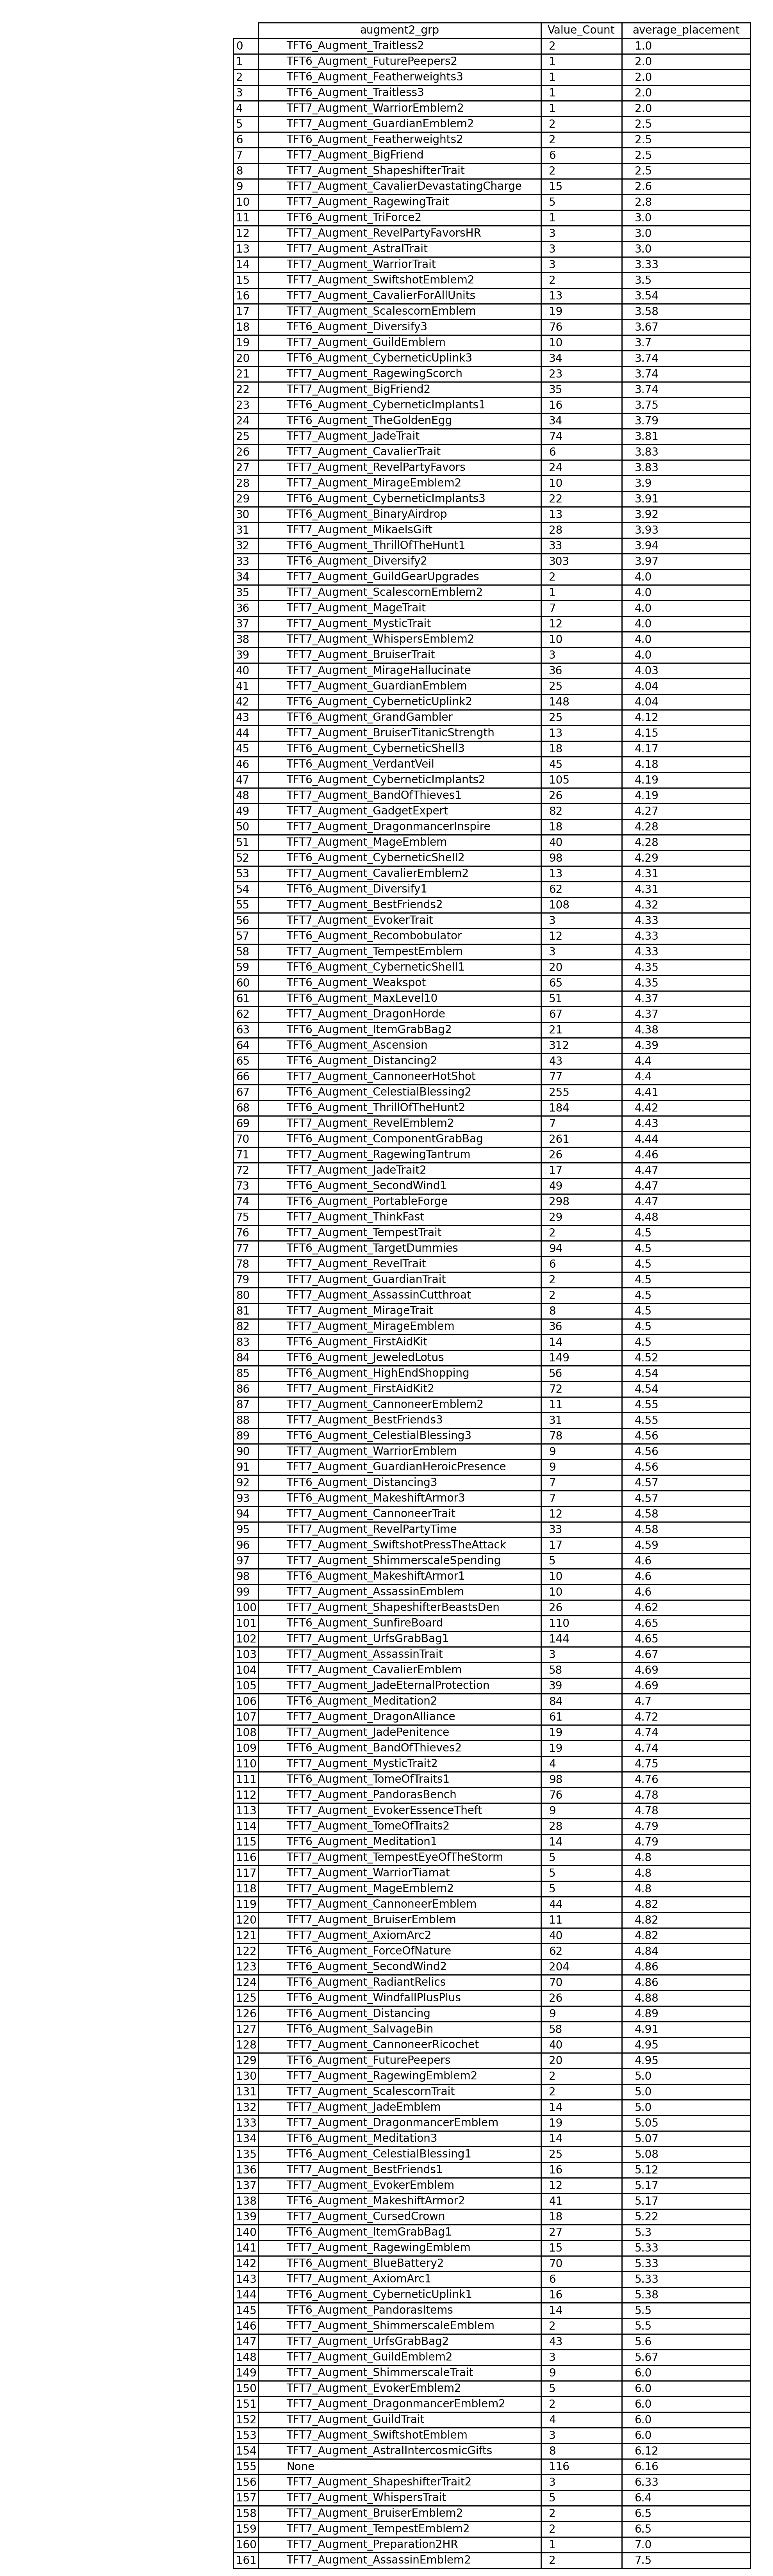 augment2_grp Value_Count average_placement
0 TFT6_Augment_Traitless2 2 1.0
1 TFT6_Augment_FuturePeepers2 1 2.0
2 TFT6_Augment_Featherweights3 1 2.0
3 TFT6_Augment_Traitless3 1 2.0
4 TFT7_Augment_WarriorEmblem2 1 2.0
5 TFT7_Augment_GuardianEmblem2 2 2.5
6 TFT6_Augment_Featherweights2 2 2.5
7 TFT7_Augment_BigFriend 6 2.5
8 TFT7_Augment_ShapeshifterTrait 2 2.5
9 TFT7_Augment_CavalierDevastatingCharge 15 2.6
10 TFT7_Augment_RagewingTrait 5 2.8
11 TFT6_Augment_TriForce2 1 3.0
12 TFT7_Augment_RevelPartyFavorsHR 3 3.0
13 TFT7_Augment_AstralTrait 3 3.0
14 TFT7_Augment_WarriorTrait 3 3.33
15 TFT7_Augment_SwiftshotEmblem2 2 3.5
16 TFT7_Augment_CavalierForAllUnits 13 3.54
17 TFT7_Augment_ScalescornEmblem 19 3.58
18 TFT6_Augment_Diversify3 76 3.67
19 TFT7_Augment_GuildEmblem 10 3.7
20 TFT6_Augment_CyberneticUplink3 34 3.74
21 TFT7_Augment_RagewingScorch 23 3.74
22 TFT7_Augment_BigFriend2 35 3.74
23 TFT6_Augment_CyberneticImplants1 16 3.75
24 TFT6_Augment_TheGoldenEgg 34 3.79
25 TFT7_Augment_JadeTrait 74 3.81
26 TFT7_Augment_CavalierTrait 6 3.83
27 TFT7_Augment_RevelPartyFavors 24 3.83
28 TFT7_Augment_MirageEmblem2 10 3.9
29 TFT6_Augment_CyberneticImplants3 22 3.91
30 TFT6_Augment_BinaryAirdrop 13 3.92
31 TFT7_Augment_MikaelsGift 28 3.93
32 TFT6_Augment_ThrillOfTheHunt1 33 3.94
33 TFT6_Augment_Diversify2 303 3.97
34 TFT7_Augment_GuildGearUpgrades 2 4.0
35 TFT7_Augment_ScalescornEmblem2 1 4.0
36 TFT7_Augment_MageTrait 7 4.0
37 TFT7_Augment_MysticTrait 12 4.0
38 TFT7_Augment_WhispersEmblem2 10 4.0
39 TFT7_Augment_BruiserTrait 3 4.0
40 TFT7_Augment_MirageHallucinate 36 4.03
41 TFT7_Augment_GuardianEmblem 25 4.04
42 TFT6_Augment_CyberneticUplink2 148 4.04
43 TFT6_Augment_GrandGambler 25 4.12
44 TFT7_Augment_BruiserTitanicStrength 13 4.15
45 TFT6_Augment_CyberneticShell3 18 4.17
46 TFT6_Augment_VerdantVeil 45 4.18
47 TFT6_Augment_CyberneticImplants2 105 4.19
48 TFT7_Augment_BandOfThieves1 26 4.19
49 TFT7_Augment_GadgetExpert 82 4.27
50 TFT7_Augment_DragonmancerInspire 18 4.28
51 TFT7_Augment_MageEmblem 40 4.28
52 TFT6_Augment_CyberneticShell2 98 4.29
53 TFT7_Augment_CavalierEmblem2 13 4.31
54 TFT6_Augment_Diversify1 62 4.31
55 TFT7_Augment_BestFriends2 108 4.32
56 TFT7_Augment_EvokerTrait 3 4.33
57 TFT6_Augment_Recombobulator 12 4.33
58 TFT7_Augment_TempestEmblem 3 4.33
59 TFT6_Augment_CyberneticShell1 20 4.35
60 TFT6_Augment_Weakspot 65 4.35
61 TFT6_Augment_MaxLevel10 51 4.37
62 TFT7_Augment_DragonHorde 67 4.37
63 TFT6_Augment_ItemGrabBag2 21 4.38
64 TFT6_Augment_Ascension 312 4.39
65 TFT6_Augment_Distancing2 43 4.4
66 TFT7_Augment_CannoneerHotShot 77 4.4
67 TFT6_Augment_CelestialBlessing2 255 4.41
68 TFT6_Augment_ThrillOfTheHunt2 184 4.42
69 TFT7_Augment_RevelEmblem2 7 4.43
70 TFT6_Augment_ComponentGrabBag 261 4.44
71 TFT7_Augment_RagewingTantrum 26 4.46
72 TFT7_Augment_JadeTrait2 17 4.47
73 TFT6_Augment_SecondWind1 49 4.47
74 TFT6_Augment_PortableForge 298 4.47
75 TFT7_Augment_ThinkFast 29 4.48
76 TFT7_Augment_TempestTrait 2 4.5
77 TFT6_Augment_TargetDummies 94 4.5
78 TFT7_Augment_RevelTrait 6 4.5
79 TFT7_Augment_GuardianTrait 2 4.5
80 TFT7_Augment_AssassinCutthroat 2 4.5
81 TFT7_Augment_MirageTrait 8 4.5
82 TFT7_Augment_MirageEmblem 36 4.5
83 TFT6_Augment_FirstAidKit 14 4.5
84 TFT6_Augment_JeweledLotus 149 4.52
85 TFT6_Augment_HighEndShopping 56 4.54
86 TFT7_Augment_FirstAidKit2 72 4.54
87 TFT7_Augment_CannoneerEmblem2 11 4.55
88 TFT7_Augment_BestFriends3 31 4.55
89 TFT6_Augment_CelestialBlessing3 78 4.56
90 TFT7_Augment_WarriorEmblem 9 4.56
91 TFT7_Augment_GuardianHeroicPresence 9 4.56
92 TFT6_Augment_Distancing3 7 4.57
93 TFT6_Augment_MakeshiftArmor3 7 4.57
94 TFT7_Augment_CannoneerTrait 12 4.58
95 TFT7_Augment_RevelPartyTime 33 4.58
96 TFT7_Augment_SwiftshotPressTheAttack 17 4.59
97 TFT7_Augment_ShimmerscaleSpending 5 4.6
98 TFT6_Augment_MakeshiftArmor1 10 4.6
99 TFT7_Augment_AssassinEmblem 10 4.6
100 TFT7_Augment_ShapeshifterBeastsDen 26 4.62
101 TFT6_Augment_SunfireBoard 110 4.65
102 TFT7_Augment_UrfsGrabBag1 144 4.65
103 TFT7_Augment_AssassinTrait 3 4.67
104 TFT7_Augment_CavalierEmblem 58 4.69
105 TFT7_Augment_JadeEternalProtection 39 4.69
106 TFT6_Augment_Meditation2 84 4.7
107 TFT7_Augment_DragonAlliance 61 4.72
108 TFT7_Augment_JadePenitence 19 4.74
109 TFT6_Augment_BandOfThieves2 19 4.74
110 TFT7_Augment_MysticTrait2 4 4.75
111 TFT6_Augment_TomeOfTraits1 98 4.76
112 TFT7_Augment_PandorasBench 76 4.78
113 TFT7_Augment_EvokerEssenceTheft 9 4.78
114 TFT7_Augment_TomeOfTraits2 28 4.79
115 TFT6_Augment_Meditation1 14 4.79
116 TFT7_Augment_TempestEyeOfTheStorm 5 4.8
117 TFT7_Augment_WarriorTiamat 5 4.8
118 TFT7_Augment_MageEmblem2 5 4.8
119 TFT7_Augment_CannoneerEmblem 44 4.82
120 TFT7_Augment_BruiserEmblem 11 4.82
121 TFT7_Augment_AxiomArc2 40 4.82
122 TFT6_Augment_ForceOfNature 62 4.84
123 TFT6_Augment_SecondWind2 204 4.86
124 TFT6_Augment_RadiantRelics 70 4.86
125 TFT6_Augment_WindfallPlusPlus 26 4.88
126 TFT6_Augment_Distancing 9 4.89
127 TFT6_Augment_SalvageBin 58 4.91
128 TFT7_Augment_CannoneerRicochet 40 4.95
129 TFT6_Augment_FuturePeepers 20 4.95
130 TFT7_Augment_RagewingEmblem2 2 5.0
131 TFT7_Augment_ScalescornTrait 2 5.0
132 TFT7_Augment_JadeEmblem 14 5.0
133 TFT7_Augment_DragonmancerEmblem 19 5.05
134 TFT6_Augment_Meditation3 14 5.07
135 TFT6_Augment_CelestialBlessing1 25 5.08
136 TFT7_Augment_BestFriends1 16 5.12
137 TFT7_Augment_EvokerEmblem 12 5.17
138 TFT6_Augment_MakeshiftArmor2 41 5.17
139 TFT7_Augment_CursedCrown 18 5.22
140 TFT6_Augment_ItemGrabBag1 27 5.3
141 TFT7_Augment_RagewingEmblem 15 5.33
142 TFT6_Augment_BlueBattery2 70 5.33
143 TFT7_Augment_AxiomArc1 6 5.33
144 TFT6_Augment_CyberneticUplink1 16 5.38
145 TFT6_Augment_PandorasItems 14 5.5
146 TFT7_Augment_ShimmerscaleEmblem 2 5.5
147 TFT7_Augment_UrfsGrabBag2 43 5.6
148 TFT7_Augment_GuildEmblem2 3 5.67
149 TFT7_Augment_ShimmerscaleTrait 9 6.0
150 TFT7_Augment_EvokerEmblem2 5 6.0
151 TFT7_Augment_DragonmancerEmblem2 2 6.0
152 TFT7_Augment_GuildTrait 4 6.0
153 TFT7_Augment_SwiftshotEmblem 3 6.0
154 TFT7_Augment_AstralIntercosmicGifts 8 6.12
155 None 116 6.16
156 TFT7_Augment_ShapeshifterTrait2 3 6.33
157 TFT7_Augment_WhispersTrait 5 6.4
158 TFT7_Augment_BruiserEmblem2 2 6.5
159 TFT7_Augment_TempestEmblem2 2 6.5
160 TFT7_Augment_Preparation2HR 1 7.0
161 TFT7_Augment_AssassinEmblem2 2 7.5